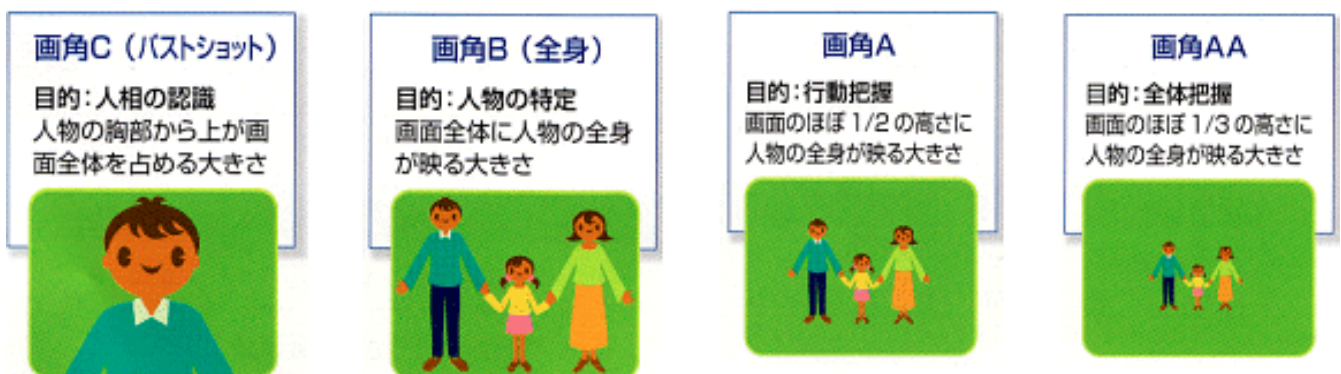 画角C（バストショット）
目的：人相の認識
人物の胸部から上が画
面全体を占める大きさ
画角B（全身）
目的：人物の特定
画面全体に人物の全身
が映る大きさ
画角A
目的：行動把握
画面のほぼ1/2の高さに
人物の全身が映る大きさ
画角AA
目的：全体把握
画面のほぼ1/3の高さに
人物の全身が映る大きさ